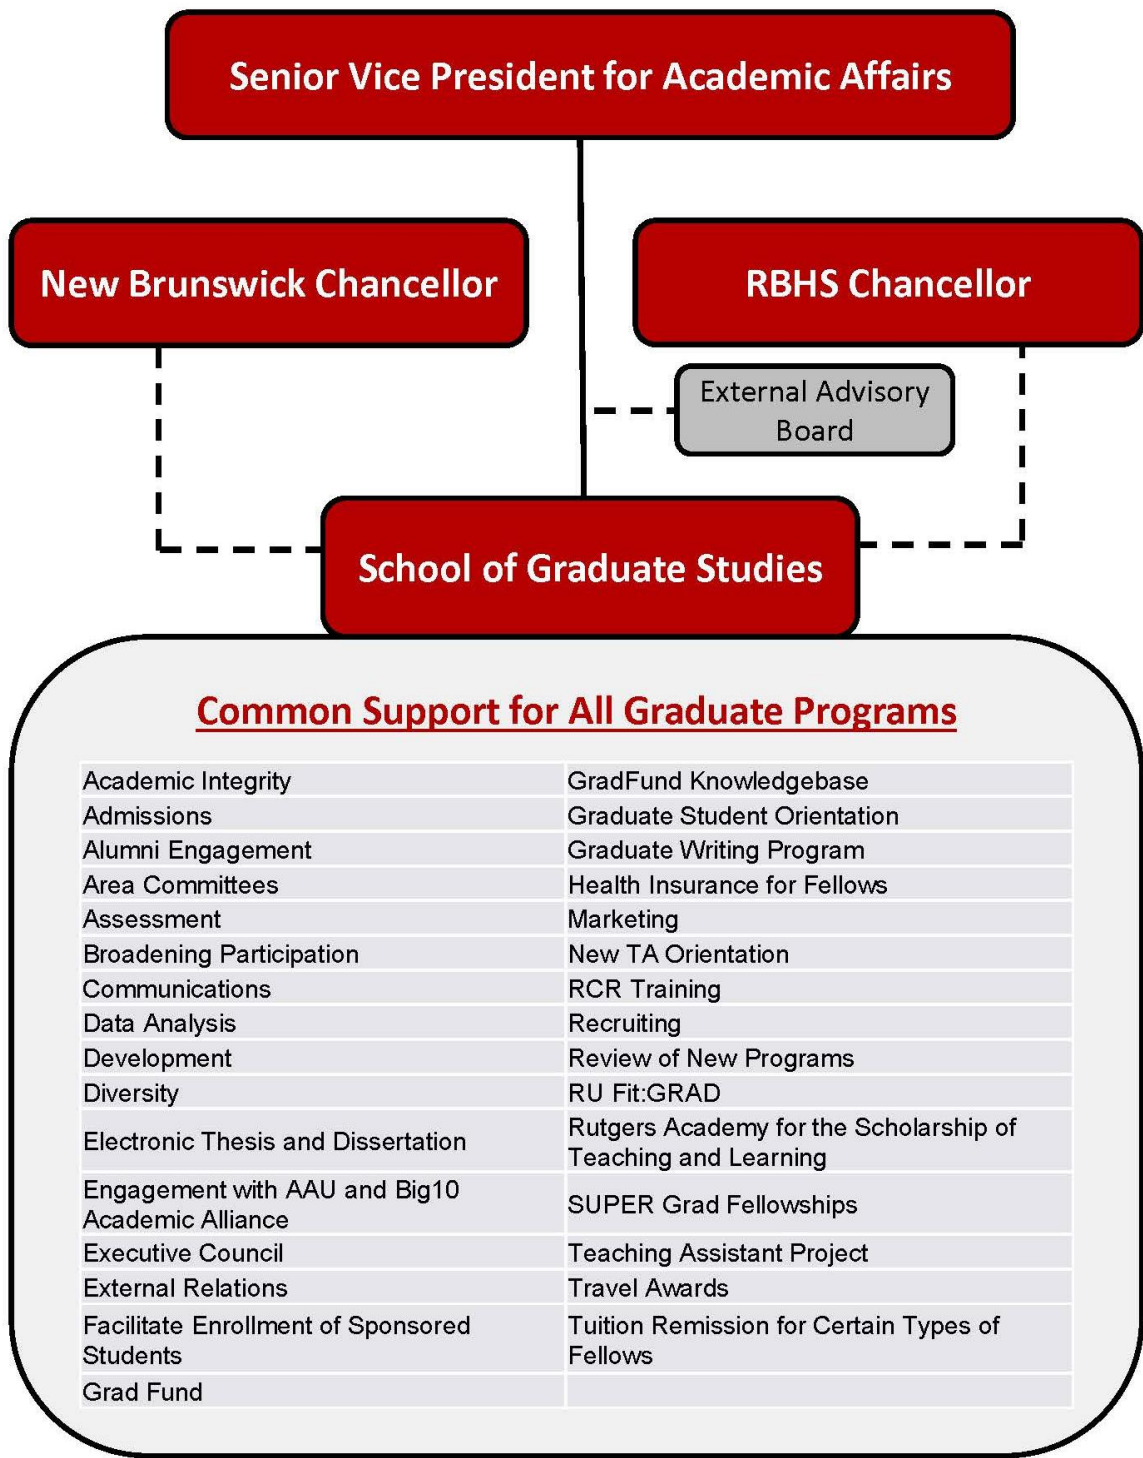 Senior Vice President for Academic Affairs
New Brunswick Chancellor
RBHS Chancellor
External Advisory
Board
School of Graduate Studies
Common Support for All Graduate Programs
Academic Integrity
GradFund Knowledgebase
Admissions
Graduate Student Orientation
Alumni Engagement
Graduate Writing Program
Area Committees
Health Insurance for Fellows
Assessment
Marketing
Broadening Participation
New TA Orientation
Communications
RCR Training
Data Analysis
Recruiting
Development
Review of New Programs
Diversity
RU Fit:GRAD
Electronic Thesis and Dissertation
Rutgers Academy for the Scholarship of
Teaching and Learning
Engagement with AAU and Big10
Academic Alliance
SUPER Grad Fellowships
Executive Council
Teaching Assistant Project
External Relations
Travel Awards
Facilitate Enrollment of Sponsored
Students
Tuition Remission for Certain Types of
Fellows
Grad Fund